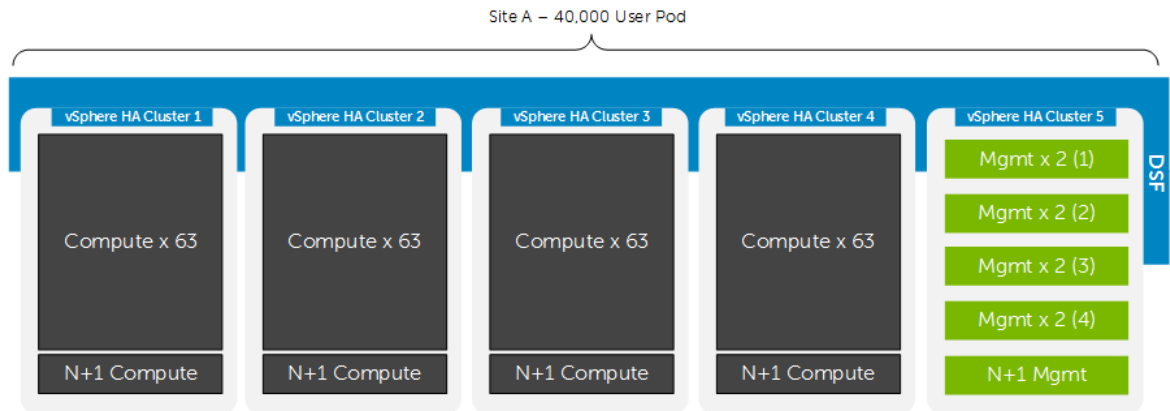 Site A – 40,000 User Pod
vSphere HA Cluster 1
vSphere HA Cluster 2
vSphere HA Cluster 3
vSphere HA Cluster 4
vSphere HA Cluster 5
Compute x 63
Compute x 63
Compute x 63
Compute x 63
Mgmt x 2 (1)
Mgmt x 2 (2)
Mgmt x 2 (3)
Mgmt x 2 (4)
DSF
N+1 Compute
N+1 Compute
N+1 Compute
N+1 Compute
N+1 Mgmt